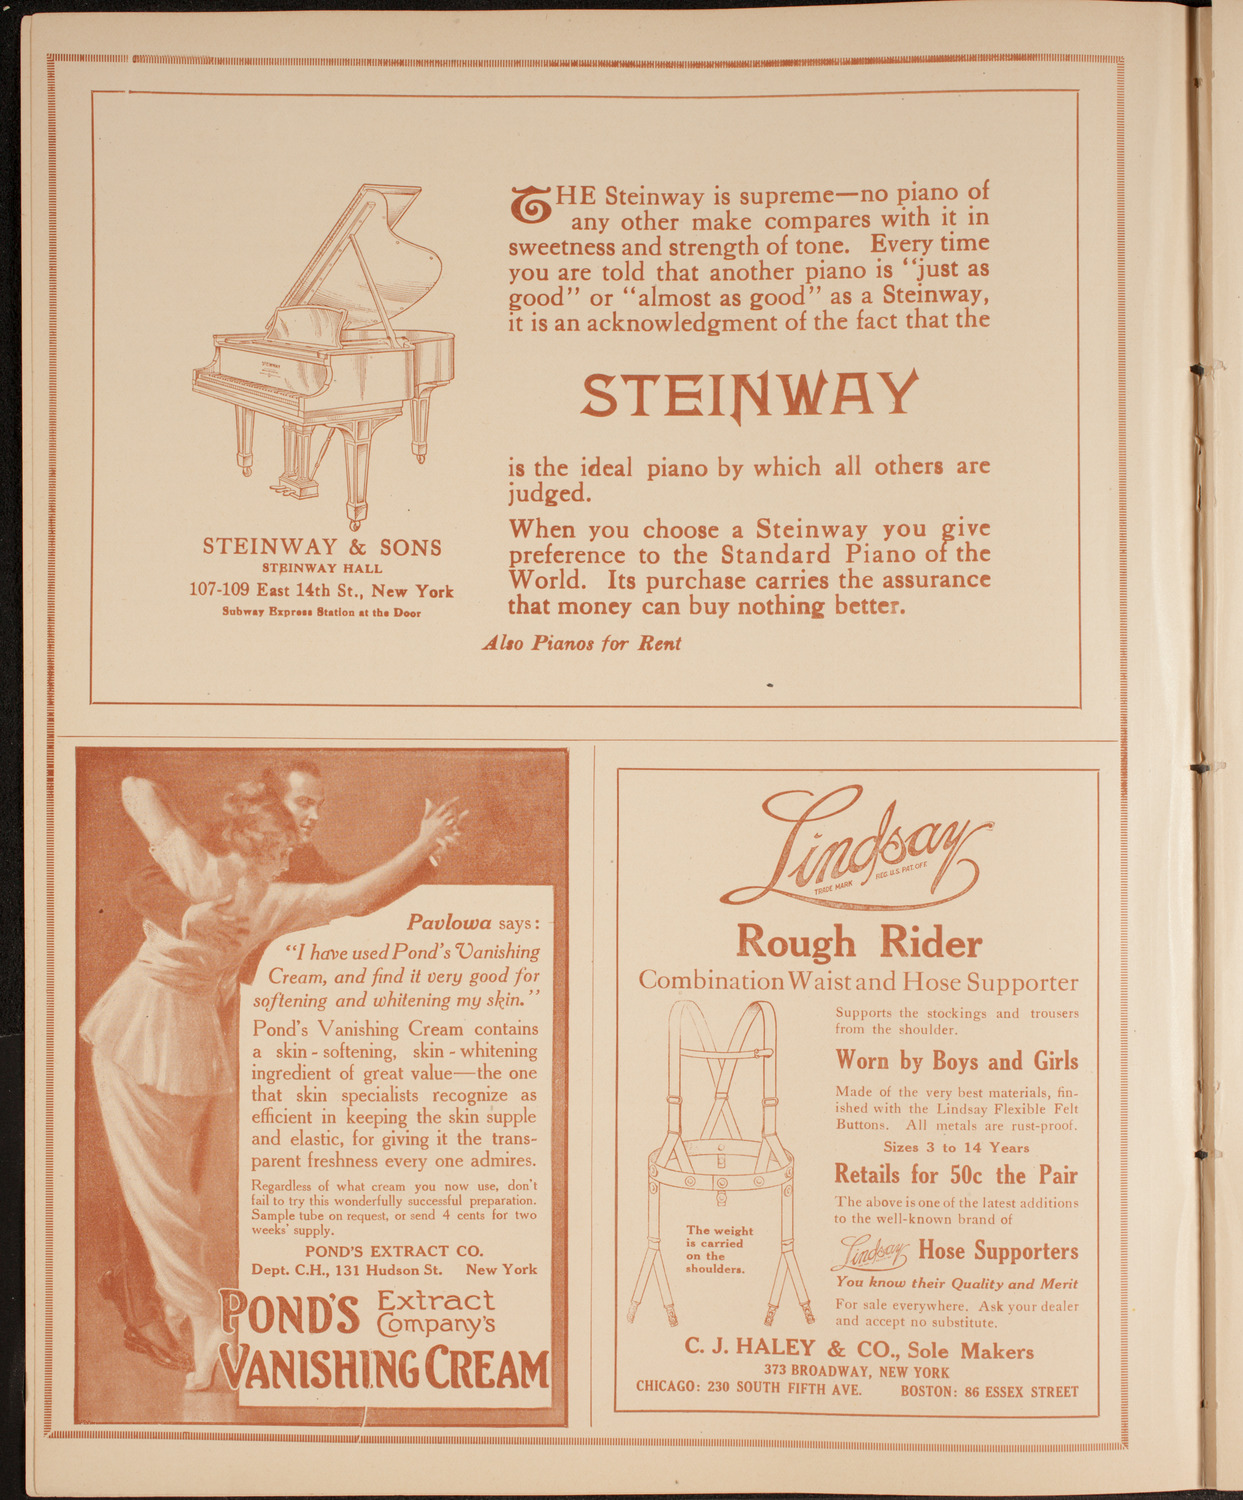 THE Steinway is supreme—no piano of
any other make compares with it in
sweetness and strength of tone. Every time
you are told that another piano is "just as
good" or "almost as good" as a Steinway,
it is an acknowledgment of the fact that the
STEINWAY
is the ideal piano by which all others are
judged.
When you choose a Steinway you give
preference to the Standard Piano of the
World. Its purchase carries the assurance
that money can buy nothing better.
Also Pianos for Rent
STEINWAY & SONS
STEINWAY HALL
107-109 East 14th St., New York
Subway Express Station at the Door
Pavlowa says:
"I have used Pond's Vanishing
Cream, and find it very good for
softening and whitening my skin."
Pond's Vanishing Cream contains
a skin-softening, skin-whitening
ingredient of great value—the one
that skin specialists recognize as
efficient in keeping the skin supple
and elastic, for giving it the trans-
parent freshness every one admires.
Regardless of what cream you now use, don't
fail to try this wonderfully successful preparation.
Sample tube on request, or send 4 cents for two
weeks' supply.
POND'S EXTRACT CO.
Dept. C.H., 131 Hudson St. New York
POND'S Extract Company's
VANISHING CREAM
Lindsay
TRADE MARK REG. U.S. PAT. OFF.
Rough Rider
Combination Waist and Hose Supporter
Supports the stockings and trousers
from the shoulder.
Worn by Boys and Girls
Made of the very best materials, fin-
ished with the Lindsay Flexible Felt
Buttons. All metals are rust-proof.
Sizes 3 to 14 Years
Retails for 50c the Pair
The above is one of the latest additions
to the well-known brand of
Lindsay Hose Supporters
You know their Quality and Merit
For sale everywhere. Ask your dealer
and accept no substitute.
The weight
is carried
on the
shoulders.
C. J. HALEY & CO., Sole Makers
373 BROADWAY, NEW YORK
CHICAGO: 230 SOUTH FIFTH AVE. BOSTON: 86 ESSEX STREET